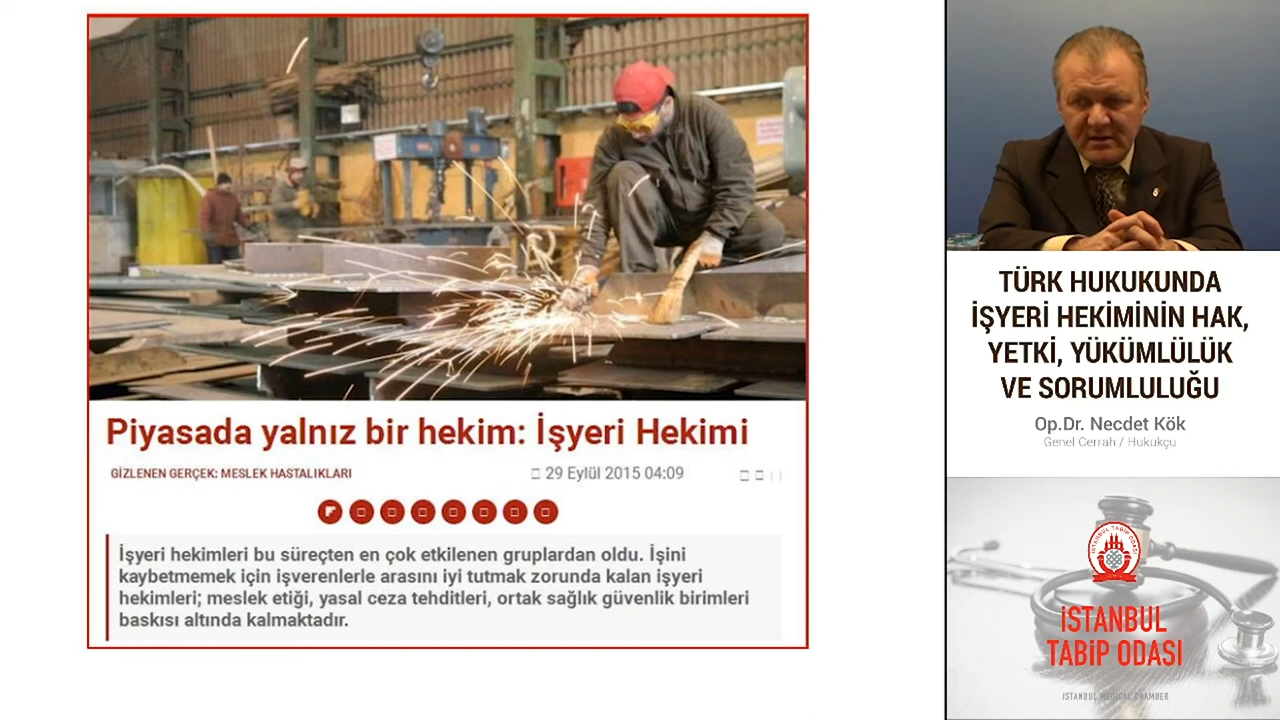 Piyasada yalnız bir hekim: İşyeri Hekimi
GİZLENEN GERÇEK: MESLEK HASTALIKLARI
29 Eylül 2015 04:09
İşyeri hekimleri bu süreçten en çok etkilenen gruplardan oldu. İşini
kaybetmemek için işverenlerle arasını iyi tutmak zorunda kalan işyeri
hekimleri; meslek etiği, yasal ceza tehditleri, ortak sağlık güvenlik birimleri
baskısı altında kalmaktadır.
TÜRK HUKUKUNDA
İŞYERİ HEKİMİNİN HAK,
YETKİ, YÜKÜMLÜLÜK
VE SORUMLULUĞU
Op.Dr. Necdet Kök
Genel Cerrah / Hukukçu
İSTANBUL TABİP ODASI
İSTANBUL
TABİP ODASI
ISTANBUL MEDICAL CHAMBER